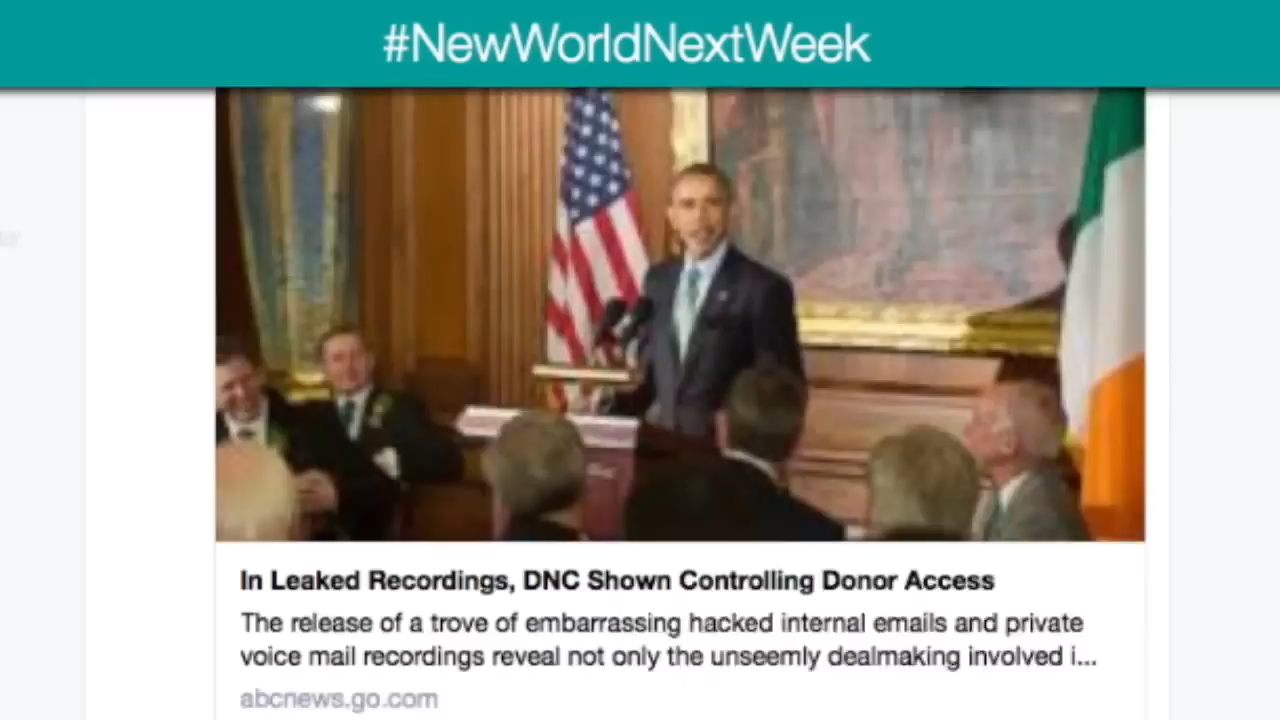 #NewWorldNextWeek
In Leaked Recordings, DNC Shown Controlling Donor Access
The release of a trove of embarrassing hacked internal emails and private
voice mail recordings reveal not only the unseemly dealmaking involved i...
abcnews.go.com